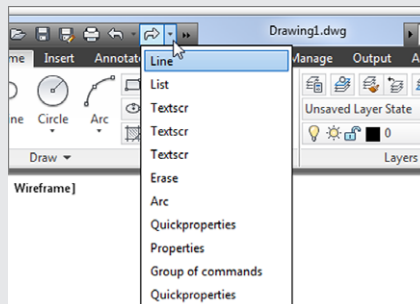 Drawing1.dwg
me Insert Annotat Manage Output A
Line
List
Textscr
Textscr
Textscr
Erase
Arc
Quickproperties
Properties
Group of commands
Quickproperties
ne Circle Arc
Draw
Unsaved Layer State
0
Layers
Wireframe]